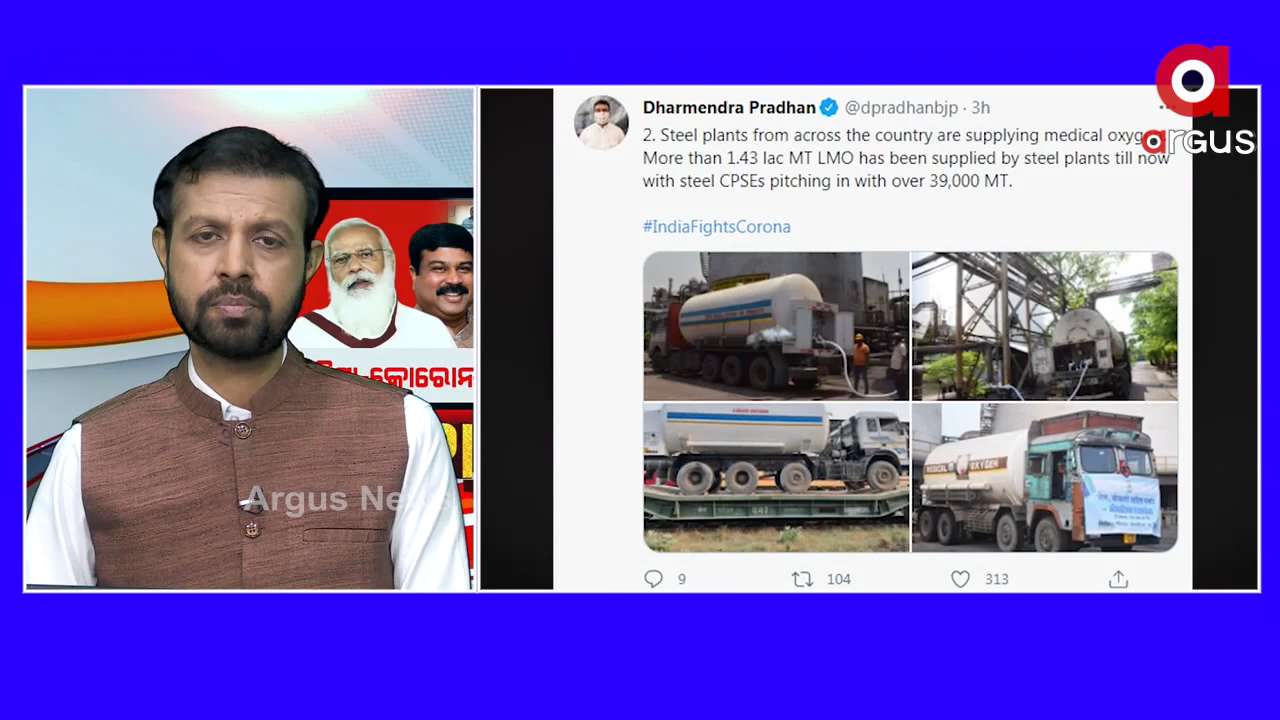 argus
Dharmendra Pradhan @dpradhanbjp · 3h
2. Steel plants from across the country are supplying medical
More than 1.43 lac MT LMO has been supplied by steel plants till now
with steel CPSEs pitching in with over 39,000 MT.
#IndiaFightsCorona
କୋରୋନ
Argus News
MEDICAL OXYGEN
9
104
313